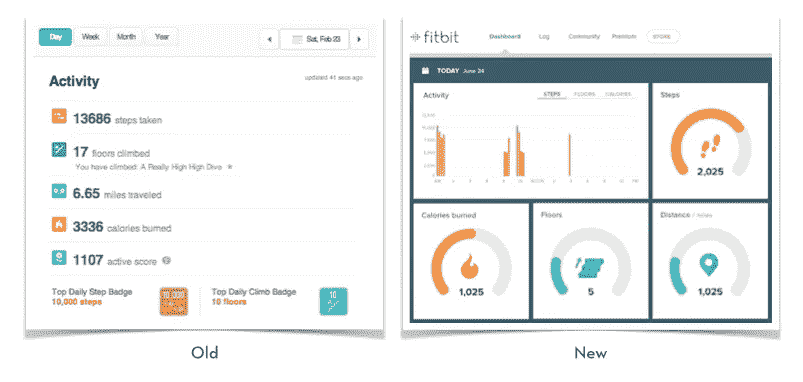 Day Week Month Year Sat, Feb 23
Activity
updated 41 secs ago
13686 steps taken
17 floors climbed
You have climbed: A Really High High Dive
6.65 miles traveled
3336 calories burned
1107 active score
Top Daily Step Badge
10,000 steps
Top Daily Climb Badge
10 floors
10
Old
fitbit
Dashboard Log Community Premium STORE
TODAY June 24
Activity
STEPS FLOORS CALORIES
Steps
2,025
Calories burned
1,025
Floors
5
Distance / miles
1,025
New